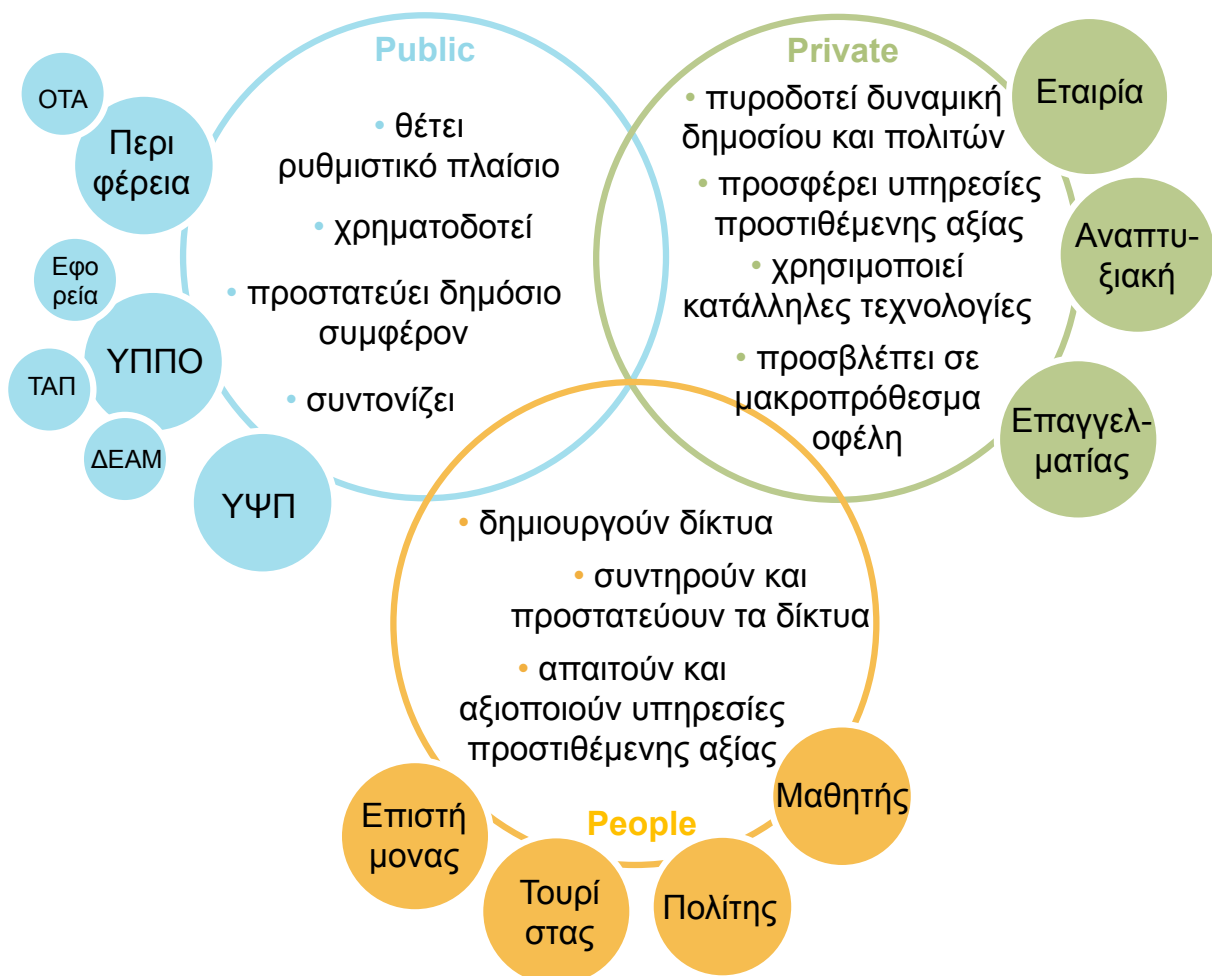 Public
ΟΤΑ
Περι
φέρεια
Εφο
ρεία
ΥΠΠΟ
ΤΑΠ
ΔΕΑΜ
ΥΨΠ
• θέτει
ρυθμιστικό πλαίσιο
• χρηματοδοτεί
• προστατεύει δημόσιο
συμφέρον
• συντονίζει
Private
• πυροδοτεί δυναμική
δημοσίου και πολιτών
• προσφέρει υπηρεσίες
προστιθέμενης αξίας
• χρησιμοποιεί
κατάλληλες τεχνολογίες
• προσβλέπει σε
μακροπρόθεσμα
οφέλη
Εταιρία
Αναπτυ-
ξιακή
Επαγγελ-
ματίας
• δημιουργούν δίκτυα
• συντηρούν και
προστατεύουν τα δίκτυα
• απαιτούν και
αξιοποιούν υπηρεσίες
προστιθέμενης αξίας
People
Επιστή
μονας
Τουρί
στας
Πολίτης
Μαθητής